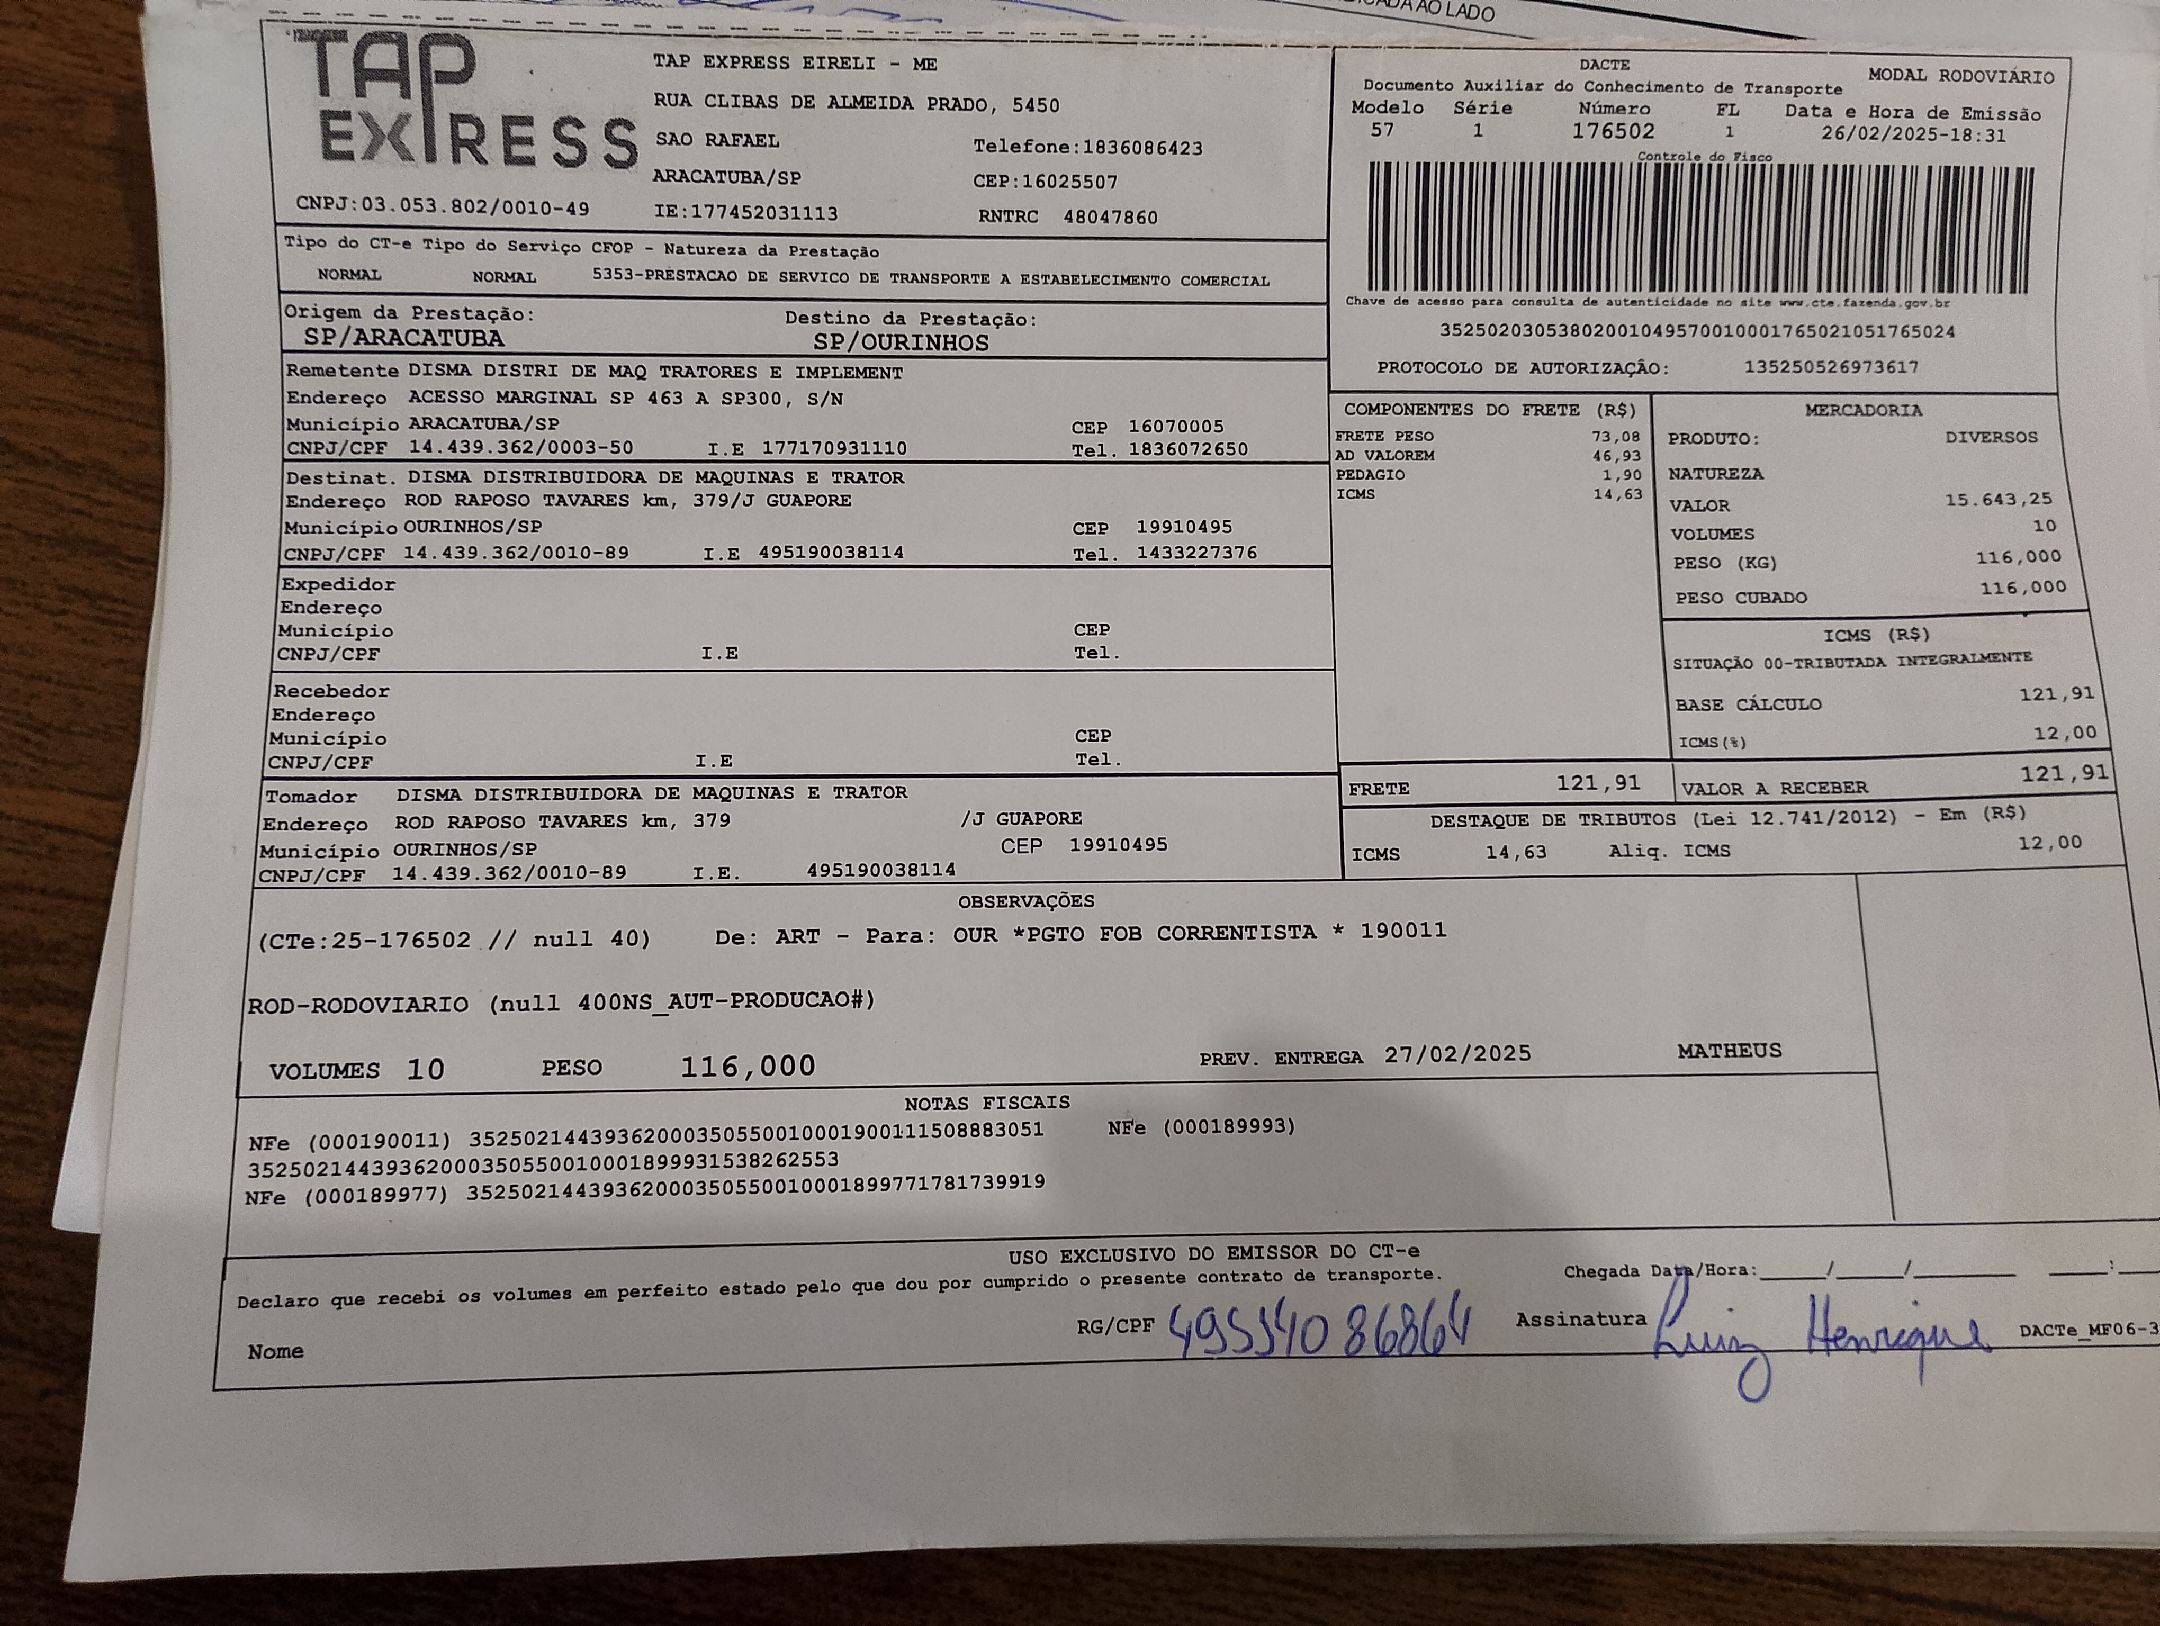 DICADA AO LADO
TAP
EXPRESS
TAP EXPRESS EIRELI - ME
RUA CLIBAS DE ALMEIDA PRADO, 5450
SAO RAFAEL Telefone:1836086423
ARACATUBA/SP CEP:16025507
CNPJ:03.053.802/0010-49 IE:177452031113 RNTRC 48047860
DACTE MODAL RODOVIÁRIO
Documento Auxiliar do Conhecimento de Transporte
Modelo Série Número FL Data e Hora de Emissão
57 1 176502 1 26/02/2025-18:31
Controle do Fisco
Chave de acesso para consulta de autenticidade no site www.cte.fazenda.gov.br
35250203053802001049570010001765021051765024
PROTOCOLO DE AUTORIZAÇÃO: 135250526973617
Tipo do CT-e Tipo do Serviço CFOP - Natureza da Prestação
NORMAL NORMAL 5353-PRESTACAO DE SERVICO DE TRANSPORTE A ESTABELECIMENTO COMERCIAL
Origem da Prestação: Destino da Prestação:
SP/ARACATUBA SP/OURINHOS
Remetente DISMA DISTRI DE MAQ TRATORES E IMPLEMENT
Endereço ACESSO MARGINAL SP 463 A SP300, S/N
Município ARACATUBA/SP CEP 16070005
CNPJ/CPF 14.439.362/0003-50 I.E 177170931110 Tel. 1836072650
Destinat. DISMA DISTRIBUIDORA DE MAQUINAS E TRATOR
Endereço ROD RAPOSO TAVARES km, 379/J GUAPORE
Município OURINHOS/SP CEP 19910495
CNPJ/CPF 14.439.362/0010-89 I.E 495190038114 Tel. 1433227376
Expedidor
Endereço
Município CEP
CNPJ/CPF I.E Tel.
Recebedor
Endereço
Município CEP
CNPJ/CPF I.E Tel.
Tomador DISMA DISTRIBUIDORA DE MAQUINAS E TRATOR
Endereço ROD RAPOSO TAVARES km, 379 /J GUAPORE
Município OURINHOS/SP CEP 19910495
CNPJ/CPF 14.439.362/0010-89 I.E. 495190038114
COMPONENTES DO FRETE (R$)
FRETE PESO 73,08
AD VALOREM 46,93
PEDAGIO 1,90
ICMS 14,63
MERCADORIA
PRODUTO: DIVERSOS
NATUREZA
VALOR 15.643,25
VOLUMES 10
PESO (KG) 116,000
PESO CUBADO 116,000
ICMS (R$)
SITUAÇÃO 00-TRIBUTADA INTEGRALMENTE
BASE CÁLCULO 121,91
ICMS(%) 12,00
FRETE 121,91 VALOR A RECEBER 121,91
DESTAQUE DE TRIBUTOS (Lei 12.741/2012) - Em (R$)
ICMS 14,63 Aliq. ICMS 12,00
OBSERVAÇÕES
(CTe:25-176502 // null 40) De: ART - Para: OUR *PGTO FOB CORRENTISTA * 190011
ROD-RODOVIARIO (null 400NS_AUT-PRODUCAO#)
VOLUMES 10 PESO 116,000 PREV. ENTREGA 27/02/2025 MATHEUS
NOTAS FISCAIS
NFe (000190011) 35250214439362000350550010001900111508883051 NFe (000189993)
35250214439362000350550010001899931538262553
NFe (000189977) 35250214439362000350550010001899771781739919
USO EXCLUSIVO DO EMISSOR DO CT-e
Declaro que recebi os volumes em perfeito estado pelo que dou por cumprido o presente contrato de transporte. Chegada Data/Hora:____/____/______ ____:__
Nome RG/CPF Assinatura Luiz Henrique DACTe_MF06-3